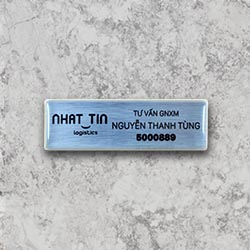 NHAT_TIN
logistics
TƯ VẤN GNXM
NGUYỄN THANH TÙNG
5000889